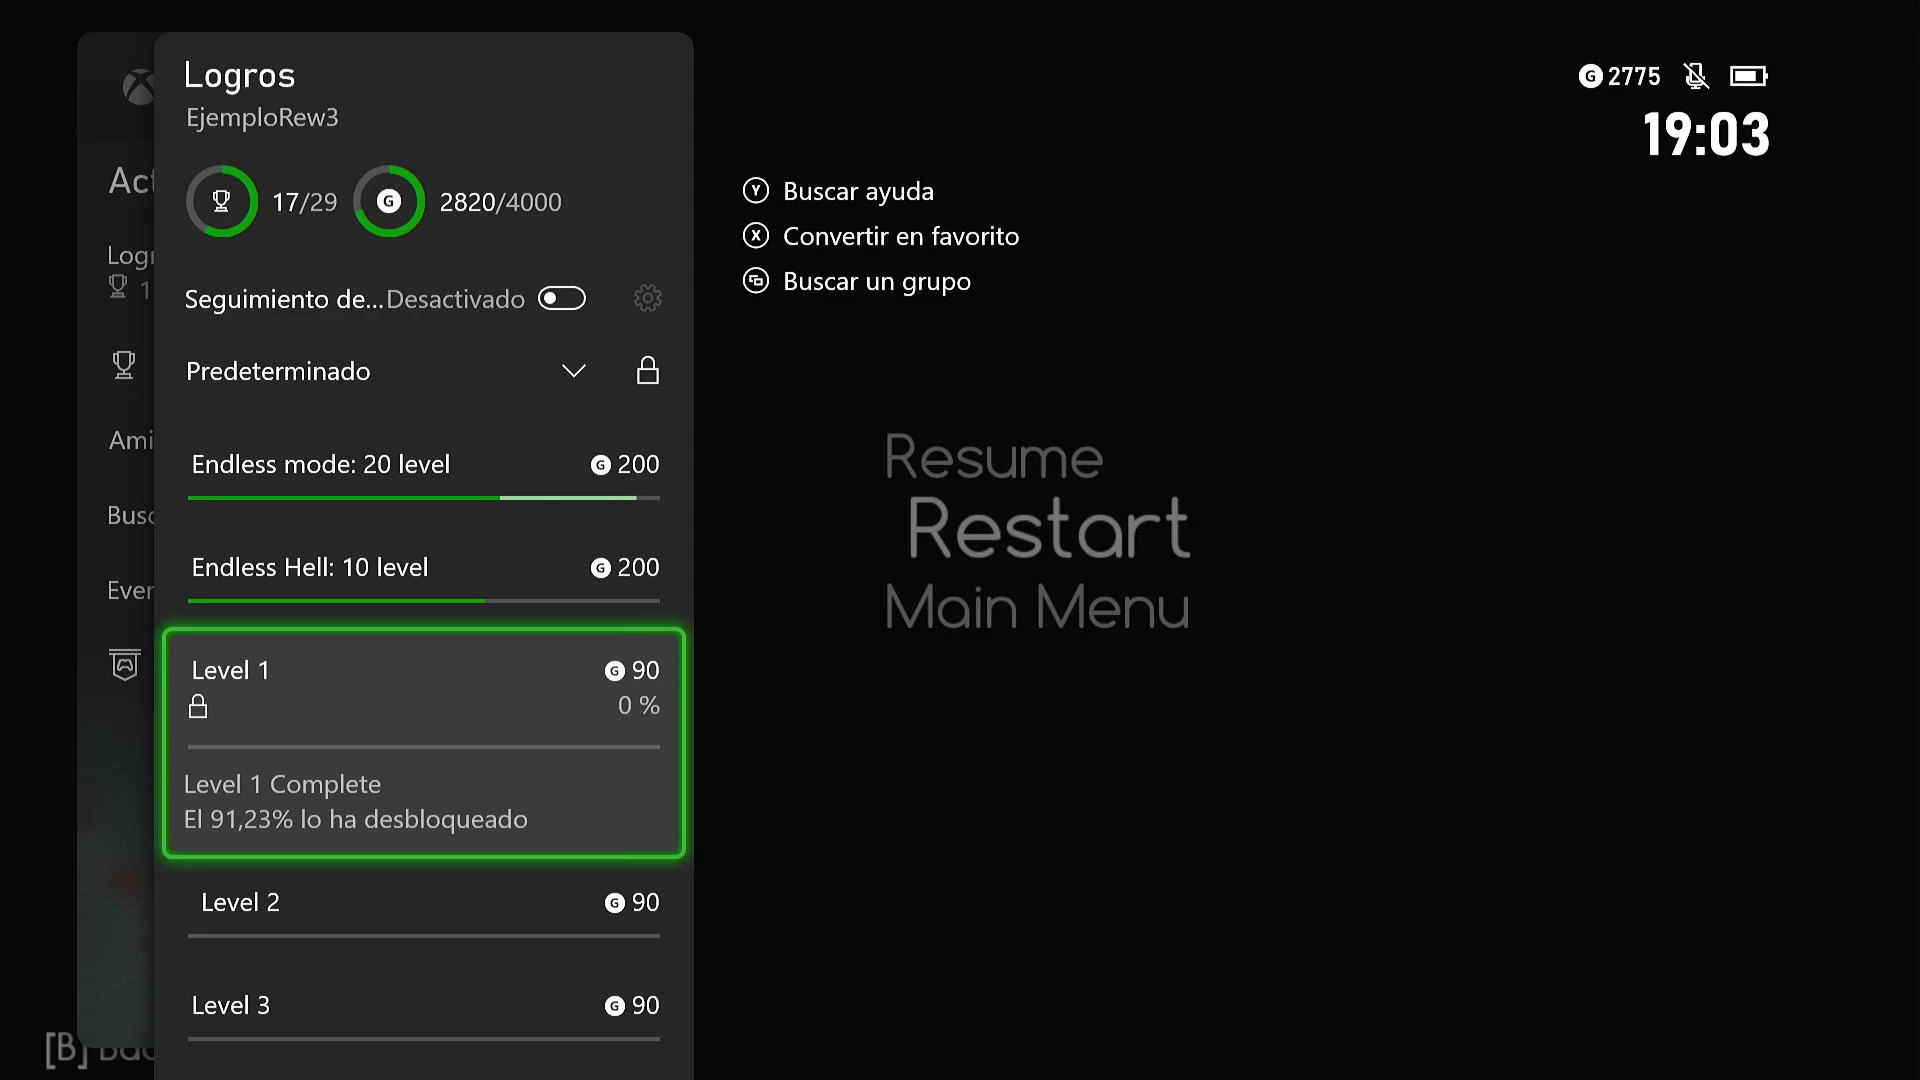 Logros
EjemploRew3
17/29
2820/4000
Seguimiento de... Desactivado
Predeterminado
Endless mode: 20 level
G 200
Endless Hell: 10 level
G 200
Level 1
G 90
0 %
Level 1 Complete
El 91,23% lo ha desbloqueado
Level 2
G 90
Level 3
G 90
Act
Logr
1
Ami
Busc
Ever
[B] Bac
G 2775
19:03
Y Buscar ayuda
X Convertir en favorito
Buscar un grupo
Resume
Restart
Main Menu